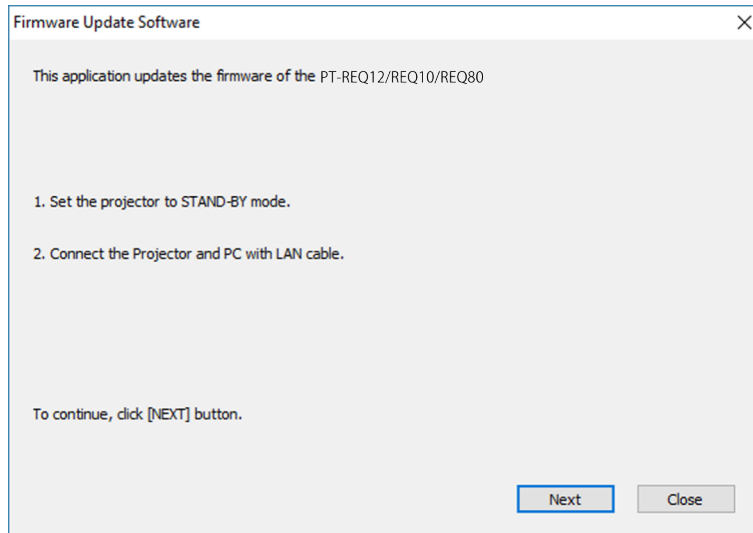 Firmware Update Software
This application updates the firmware of the PT-REQ12/REQ10/REQ80
1. Set the projector to STAND-BY mode.
2. Connect the Projector and PC with LAN cable.
To continue, click [NEXT] button.
Next Close